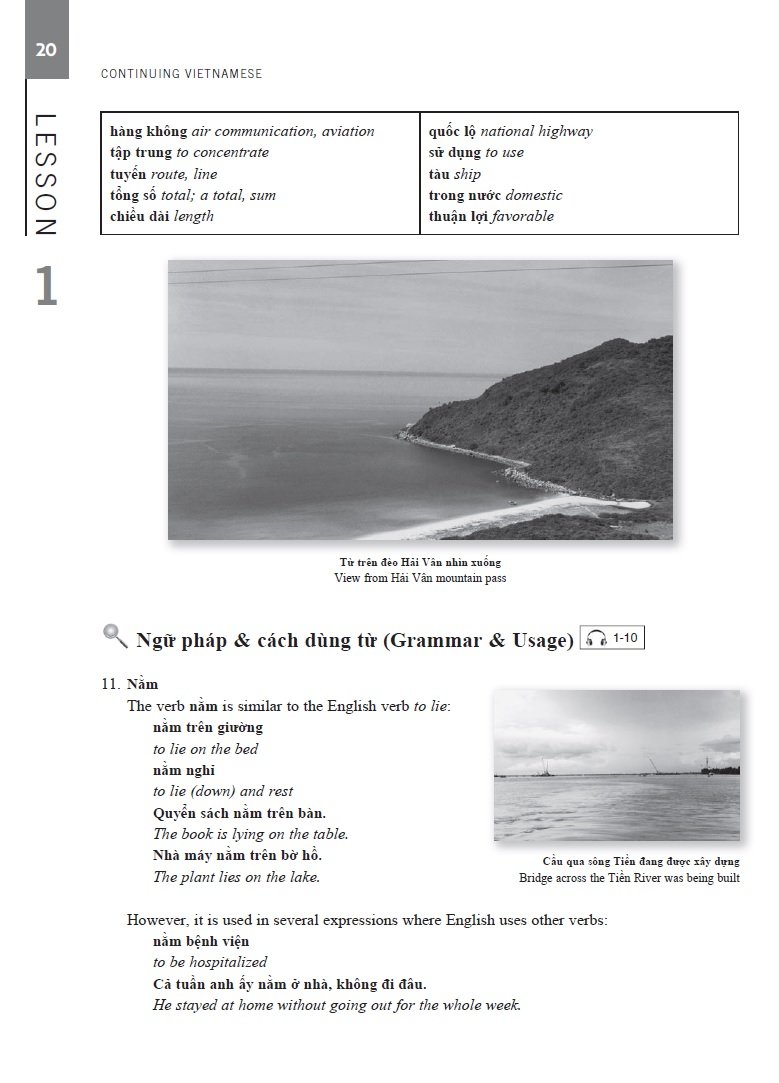 20
CONTINUING VIETNAMESE
LESSON
1
hàng không air communication, aviation
tập trung to concentrate
tuyến route, line
tổng số total; a total, sum
chiều dài length
quốc lộ national highway
sử dụng to use
tàu ship
trong nước domestic
thuận lợi favorable
Từ trên đèo Hải Vân nhìn xuống
View from Hải Vân mountain pass
Ngữ pháp & cách dùng từ (Grammar & Usage) 1-10
11. Nằm
The verb nằm is similar to the English verb to lie:
nằm trên giường
to lie on the bed
nằm nghỉ
to lie (down) and rest
Quyển sách nằm trên bàn.
The book is lying on the table.
Nhà máy nằm trên bờ hồ.
The plant lies on the lake.
Cầu qua sông Tiền đang được xây dựng
Bridge across the Tiền River was being built
However, it is used in several expressions where English uses other verbs:
nằm bệnh viện
to be hospitalized
Cả tuần anh ấy nằm ở nhà, không đi đâu.
He stayed at home without going out for the whole week.